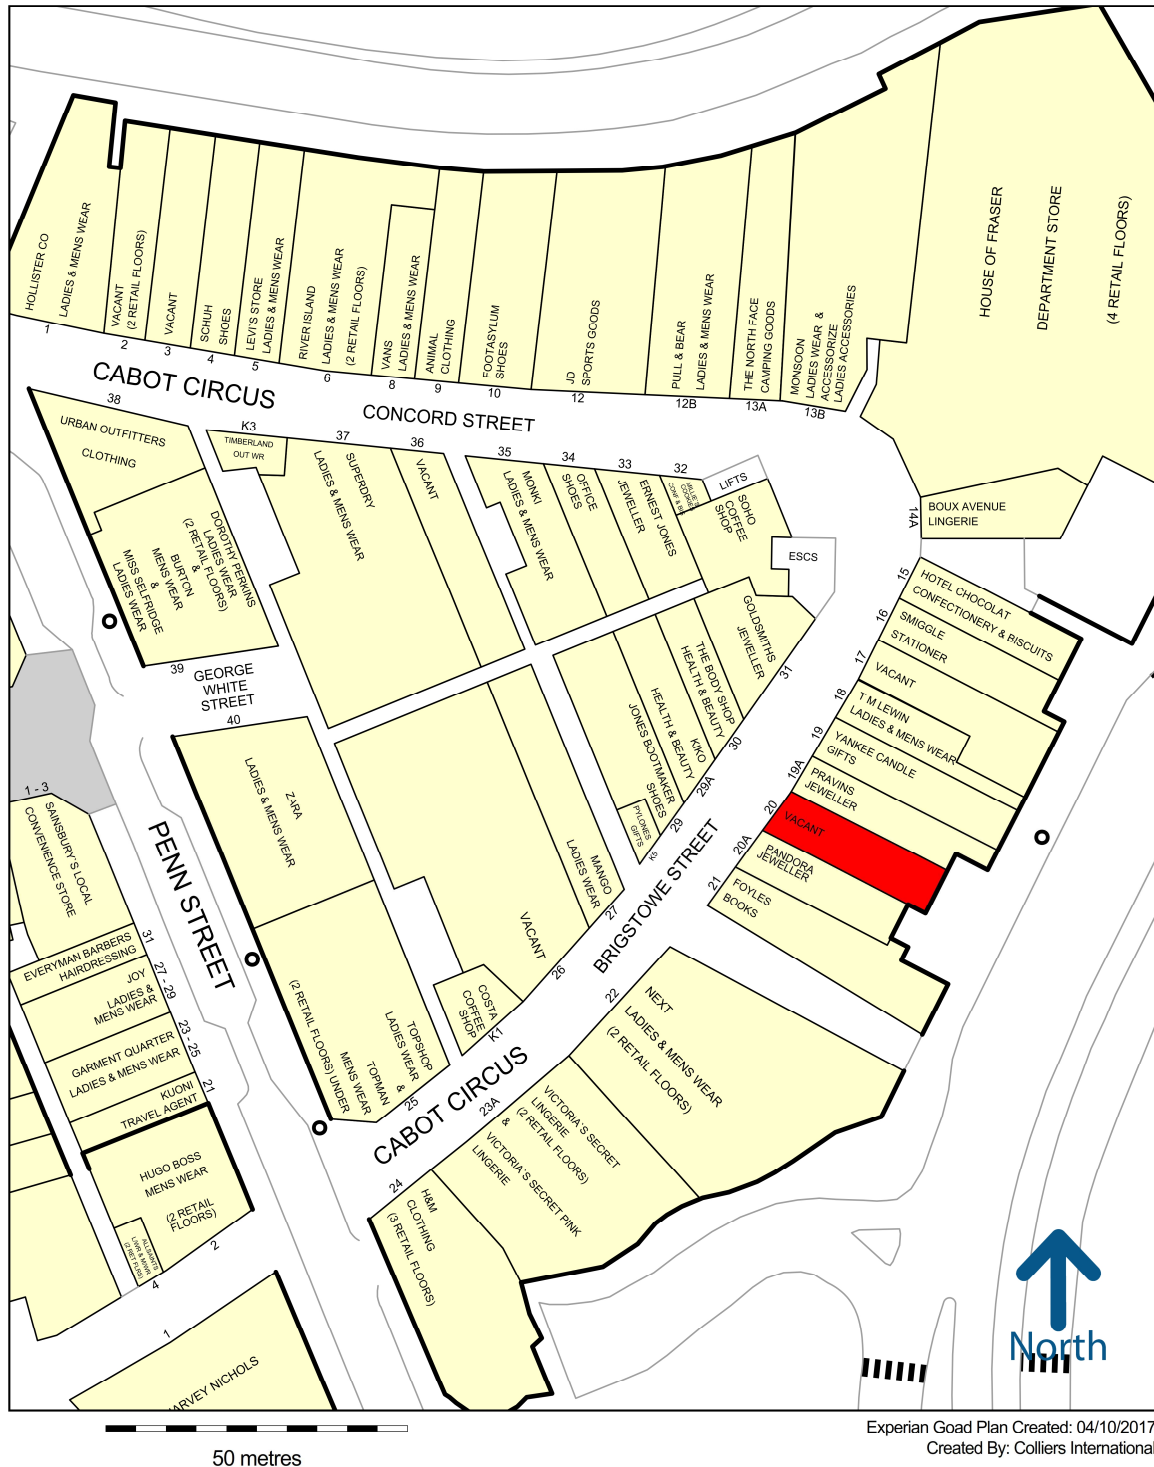 HOLLISTER CO
LADIES & MENS WEAR
1
VACANT
(2 RETAIL FLOORS)
2
VACANT
3
SCHUH
SHOES
4
LEVI'S STORE
LADIES & MENS WEAR
5
RIVER ISLAND
LADIES & MENS WEAR
(2 RETAIL FLOORS)
6
VANS
LADIES & MENS WEAR
8
ANIMAL
CLOTHING
9
FOOTASYLUM
SHOES
10
JD
SPORTS GOODS
12
PULL & BEAR
LADIES & MENS WEAR
12B
THE NORTH FACE
CAMPING GOODS
13A
MONSOON
LADIES WEAR &
ACCESSORIZE
LADIES ACCESSORIES
13B
HOUSE OF FRASER
DEPARTMENT STORE
(4 RETAIL FLOORS)
CABOT CIRCUS
CONCORD STREET
38
URBAN OUTFITTERS
CLOTHING
K3
TIMBERLAND
OUT WR
37
SUPERDRY
LADIES & MENS WEAR
36
VACANT
35
MONKI
LADIES & MENS WEAR
34
OFFICE
SHOES
33
ERNEST JONES
JEWELLER
32
LIFTS
SOHO
COFFEE
SHOP
ESCS
14A
BOUX AVENUE
LINGERIE
DOROTHY PERKINS
LADIES WEAR
(2 RETAIL FLOORS)
&
BURTON
MENS WEAR
&
MISS SELFRIDGE
LADIES WEAR
39
GEORGE
WHITE
STREET
40
ZARA
LADIES & MENS WEAR
GOLDSMITHS
JEWELLER
31
THE BODY SHOP
HEALTH & BEAUTY
30
KIKO
HEALTH & BEAUTY
29A
JONES BOOTMAKER
SHOES
29
PYLONES
GIFTS
K5
MANGO
LADIES WEAR
27
VACANT
26
COSTA
COFFEE
SHOP
K1
15
HOTEL CHOCOLAT
CONFECTIONERY & BISCUITS
16
SMIGGLE
STATIONER
17
VACANT
18
T M LEWIN
LADIES & MENS WEAR
19
YANKEE CANDLE
GIFTS
19A
PRAVINS
JEWELLER
20
VACANT
20A
PANDORA
JEWELLER
21
FOYLES
BOOKS
BRIGSTOWE STREET
22
NEXT
LADIES & MENS WEAR
(2 RETAIL FLOORS)
CABOT CIRCUS
23A
VICTORIA'S SECRET
LINGERIE
(2 RETAIL FLOORS)
&
VICTORIA'S SECRET PINK
LINGERIE
24
H&M
CLOTHING
(3 RETAIL FLOORS)
25
TOPSHOP
LADIES WEAR
&
TOPMAN
MENS WEAR
(2 RETAIL FLOORS) UNDER
PENN STREET
1 - 3
SAINSBURY'S LOCAL
CONVENIENCE STORE
31
EVERYMAN BARBERS
HAIRDRESSING
27 - 29
JOY
LADIES &
MENS WEAR
23 - 25
GARMENT QUARTER
LADIES & MENS WEAR
21
KUONI
TRAVEL AGENT
HUGO BOSS
MENS WEAR
(2 RETAIL
FLOORS)
2
ALLSAINTS
LWR & MWR
(2 RET FLRS)
4
1
HARVEY NICHOLS
North
50 metres
Experian Goad Plan Created: 04/10/2017
Created By: Colliers International